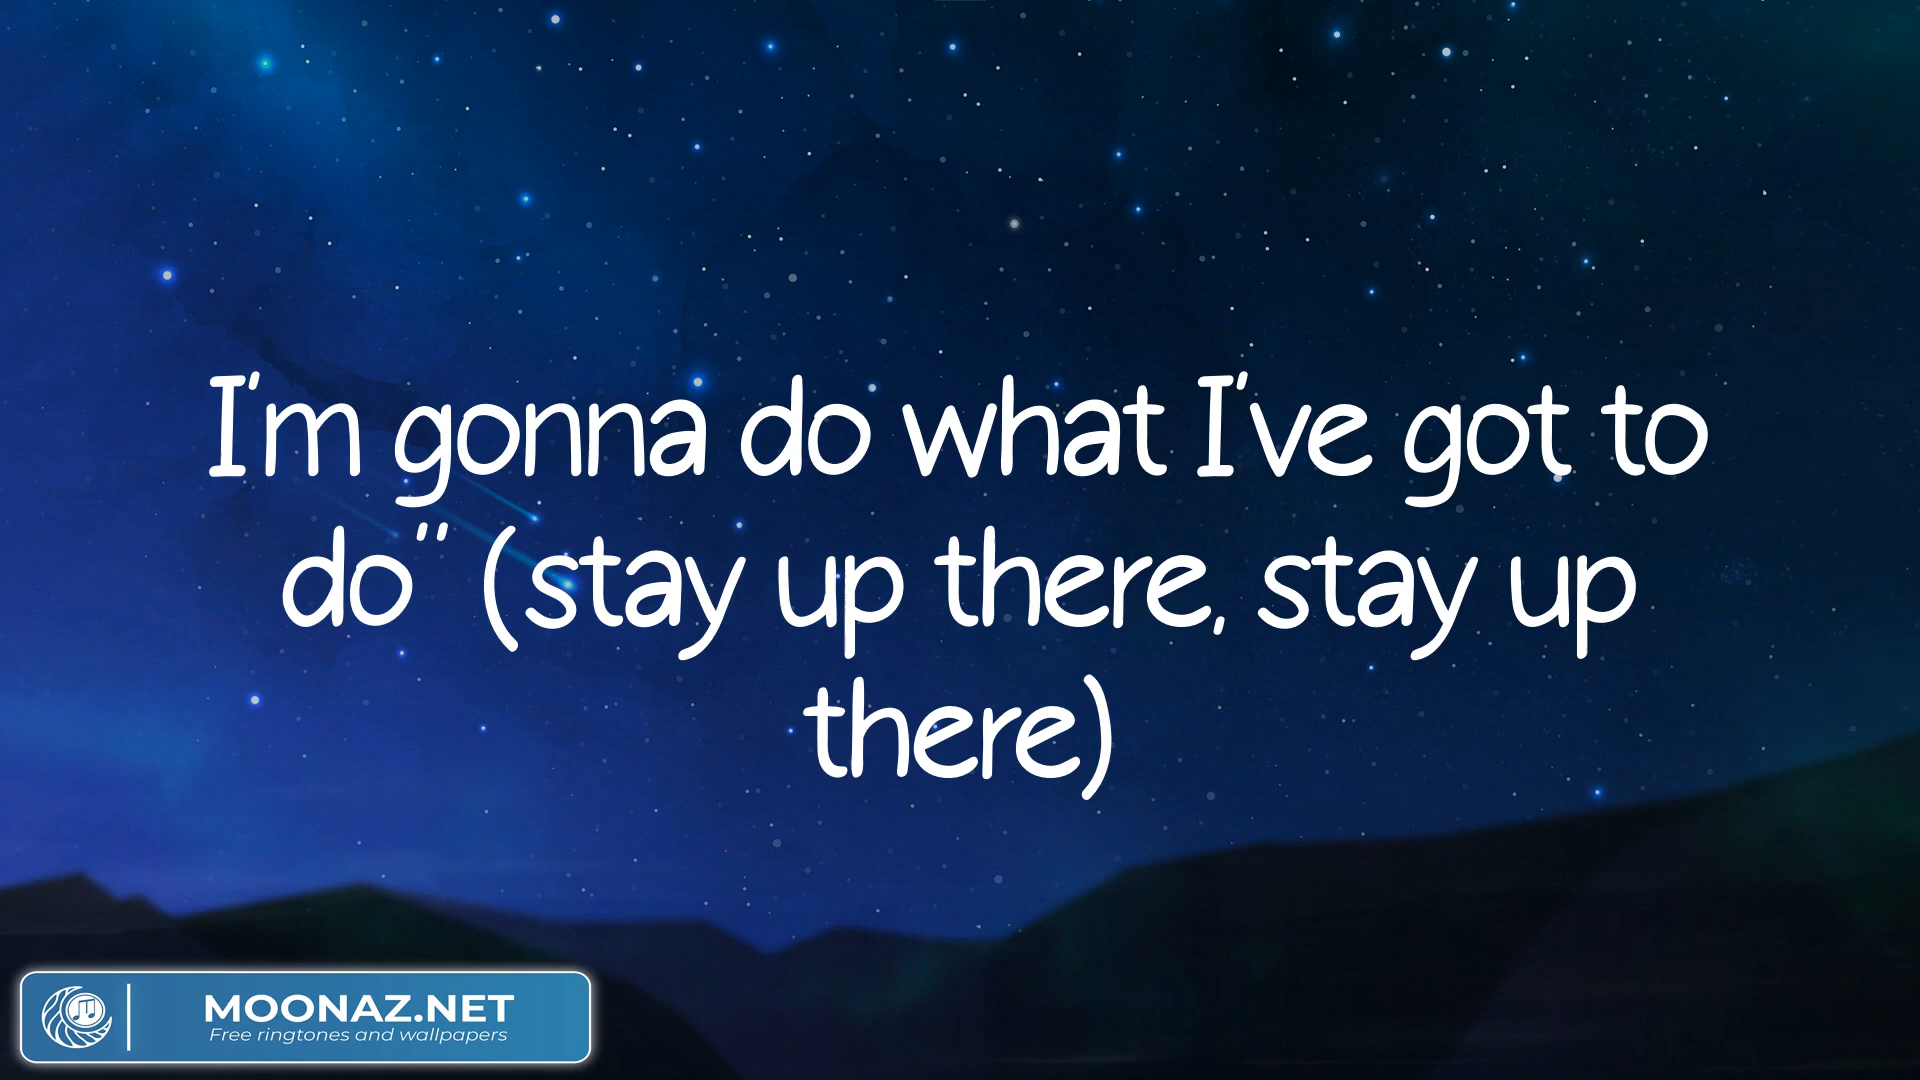 I'm gonna do what I've got to
do" (stay up there, stay up
there)
MOONAZ.NET
Free ringtones and wallpapers